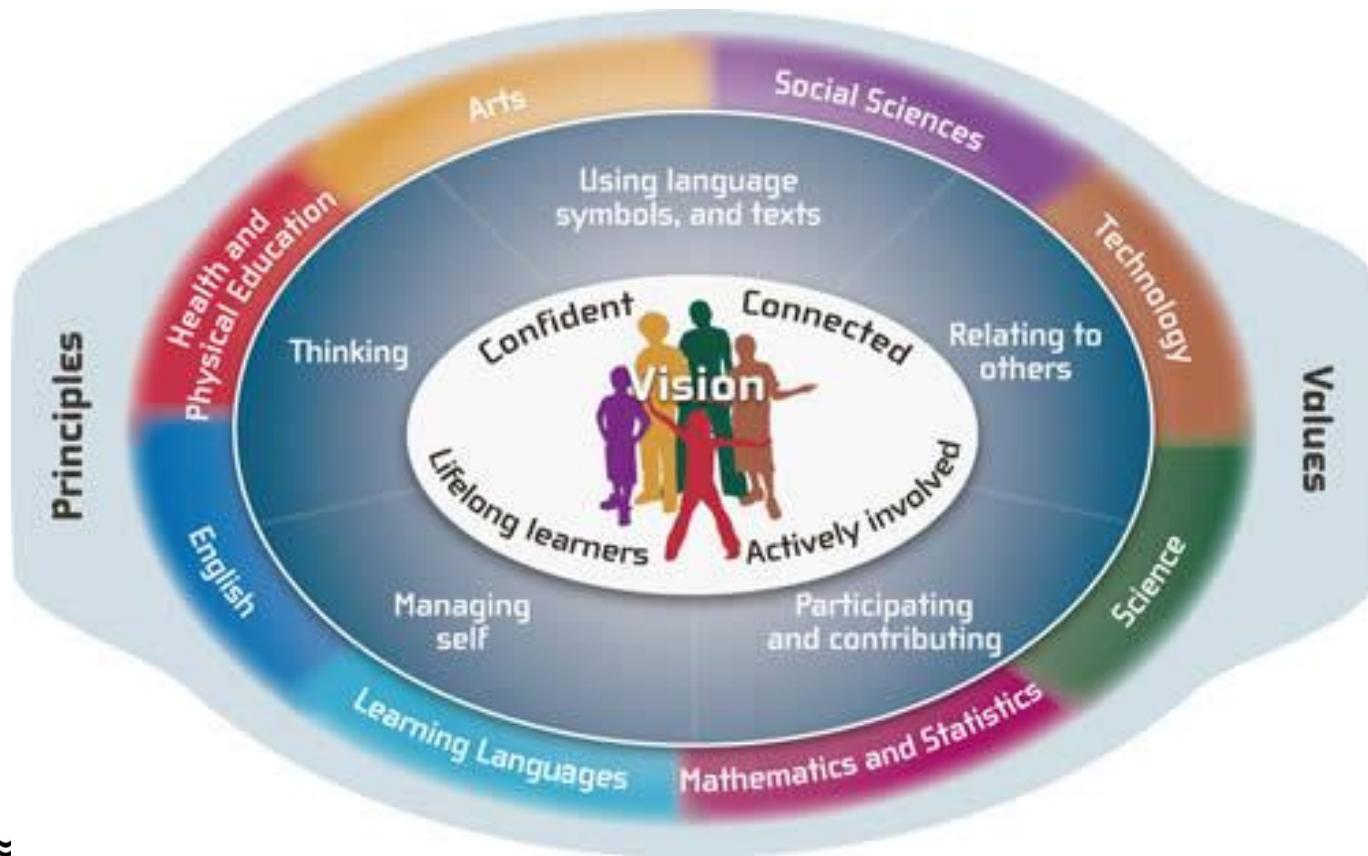 Principles
Values
Arts
Social Sciences
Technology
Science
Mathematics and Statistics
Learning Languages
English
Health and
Physical Education
Using language
symbols, and texts
Relating to
others
Participating
and contributing
Managing
self
Thinking
Confident
Connected
Vision
Lifelong learners
Actively involved